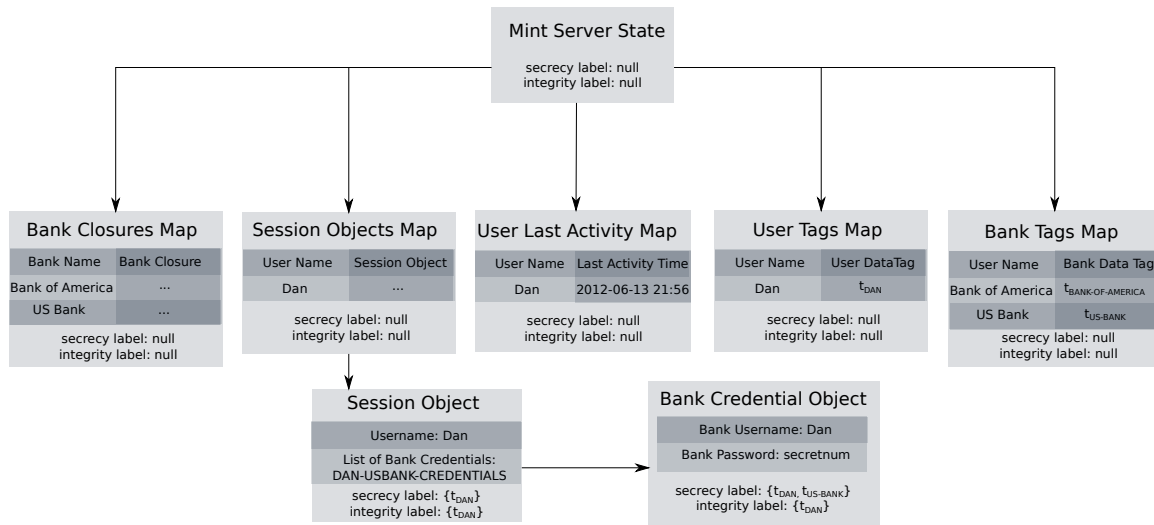 Mint Server State
secrecy label: null
integrity label: null
Bank Closures Map
Bank Name Bank Closure
Bank of America ...
US Bank ...
secrecy label: null
integrity label: null
Session Objects Map
User Name Session Object
Dan ...
secrecy label: null
integrity label: null
User Last Activity Map
User Name Last Activity Time
Dan 2012-06-13 21:56
secrecy label: null
integrity label: null
User Tags Map
User Name User DataTag
Dan tDAN
secrecy label: null
integrity label: null
Bank Tags Map
User Name Bank Data Tag
Bank of America tBANK-OF-AMERICA
US Bank tUS-BANK
secrecy label: null
integrity label: null
Session Object
Username: Dan
List of Bank Credentials:
DAN-USBANK-CREDENTIALS
secrecy label: {tDAN}
integrity label: {tDAN}
Bank Credential Object
Bank Username: Dan
Bank Password: secretnum
secrecy label: {tDAN, tUS-BANK}
integrity label: {tDAN}